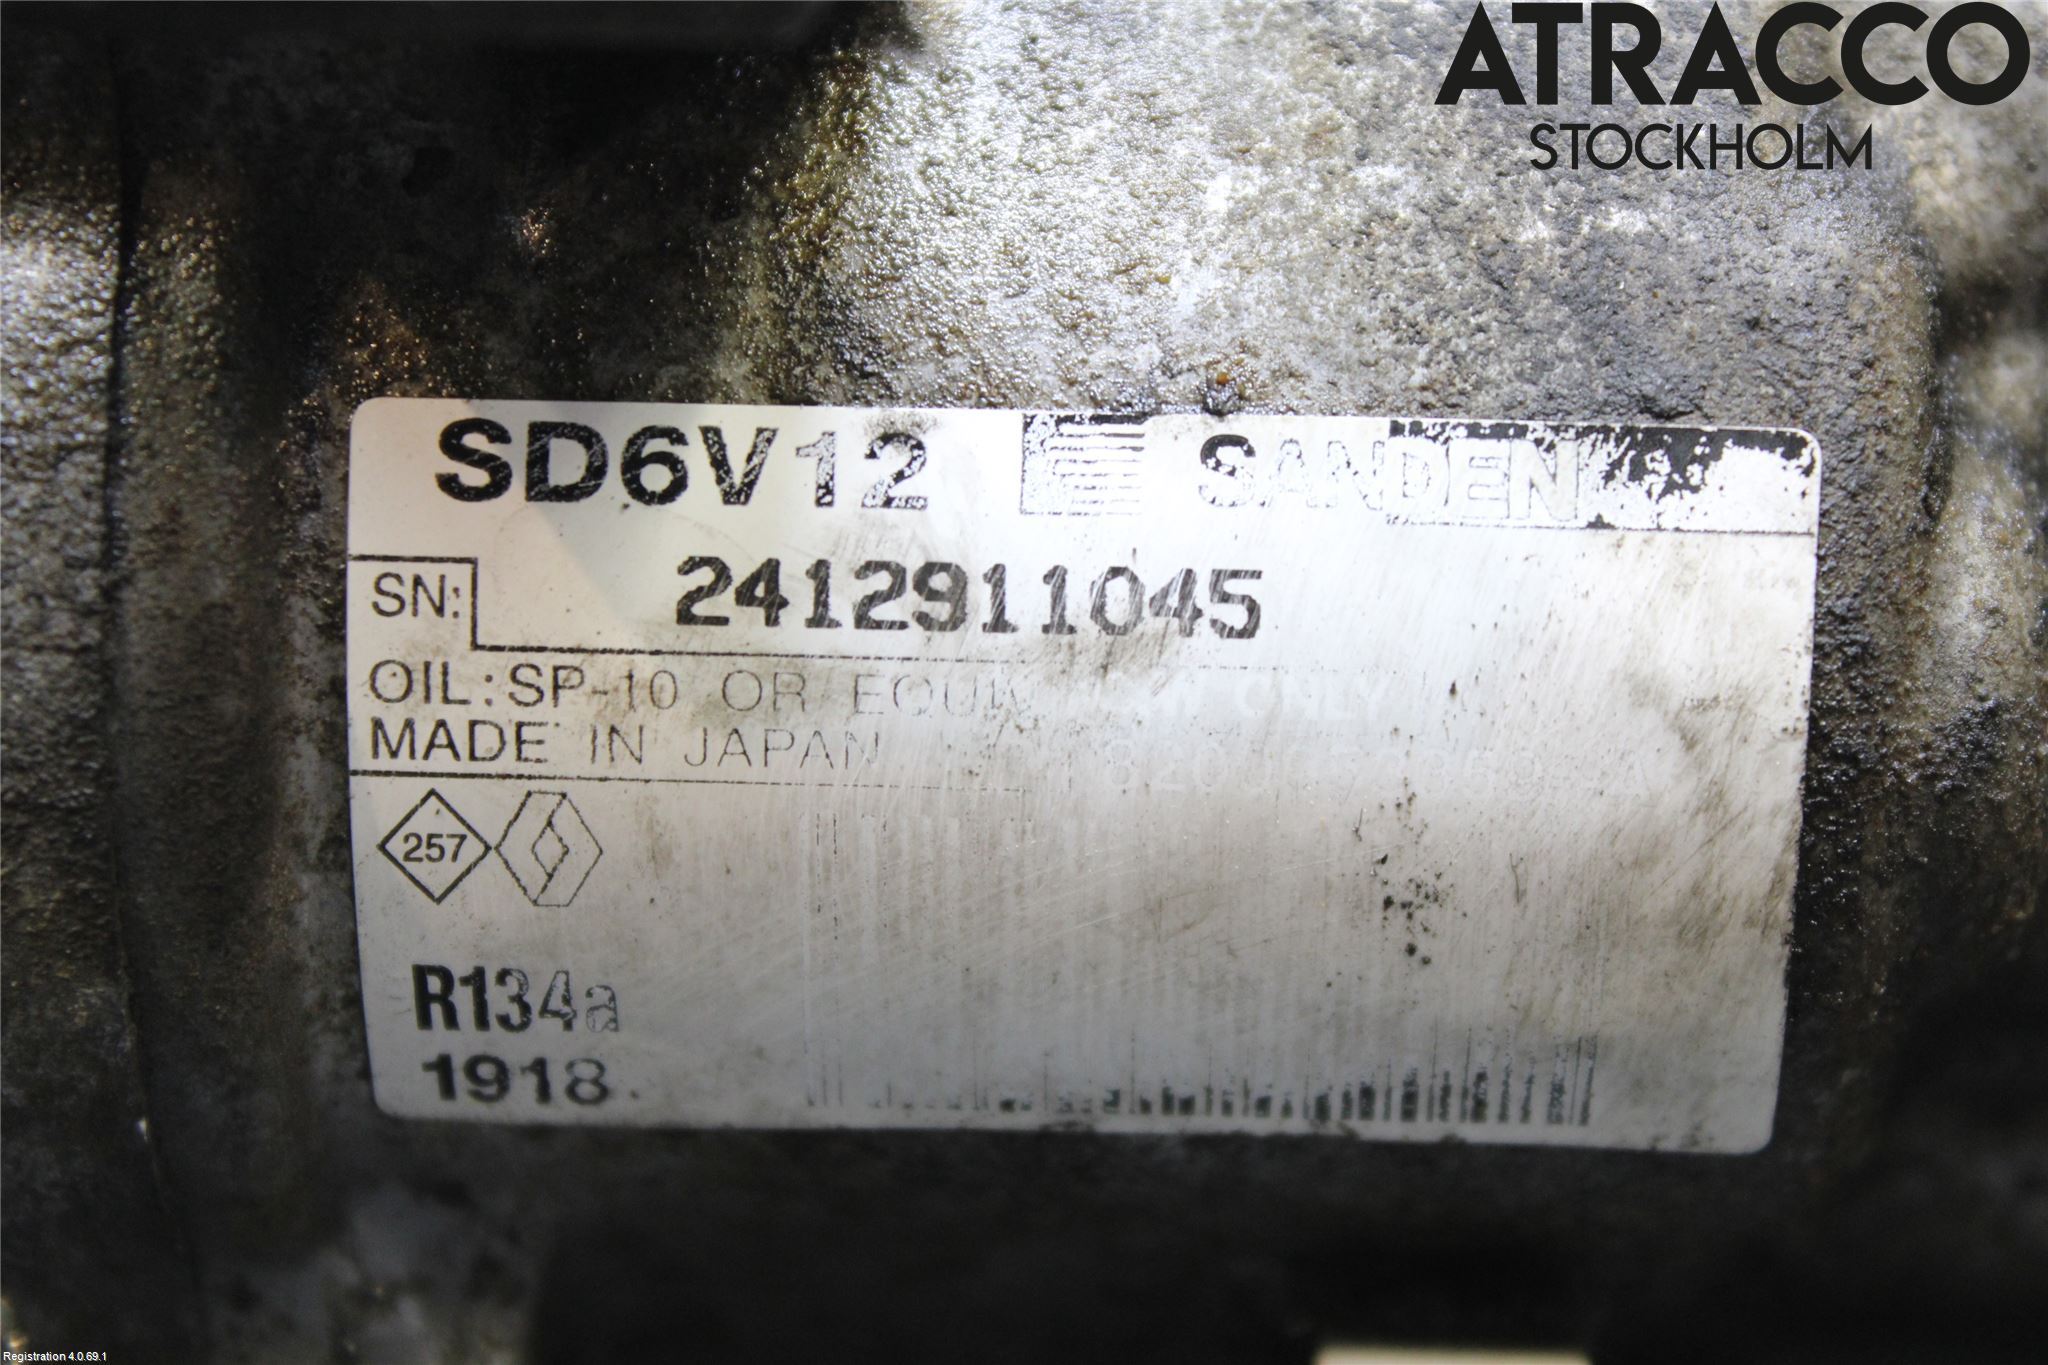 ATRACCO
STOCKHOLM
SD6V12 SANDEN
SN: 2412911045
OIL: SP-10 OR ONLY
MADE IN JAPAN
257
R134a
1918
Registration 4.0.69.1